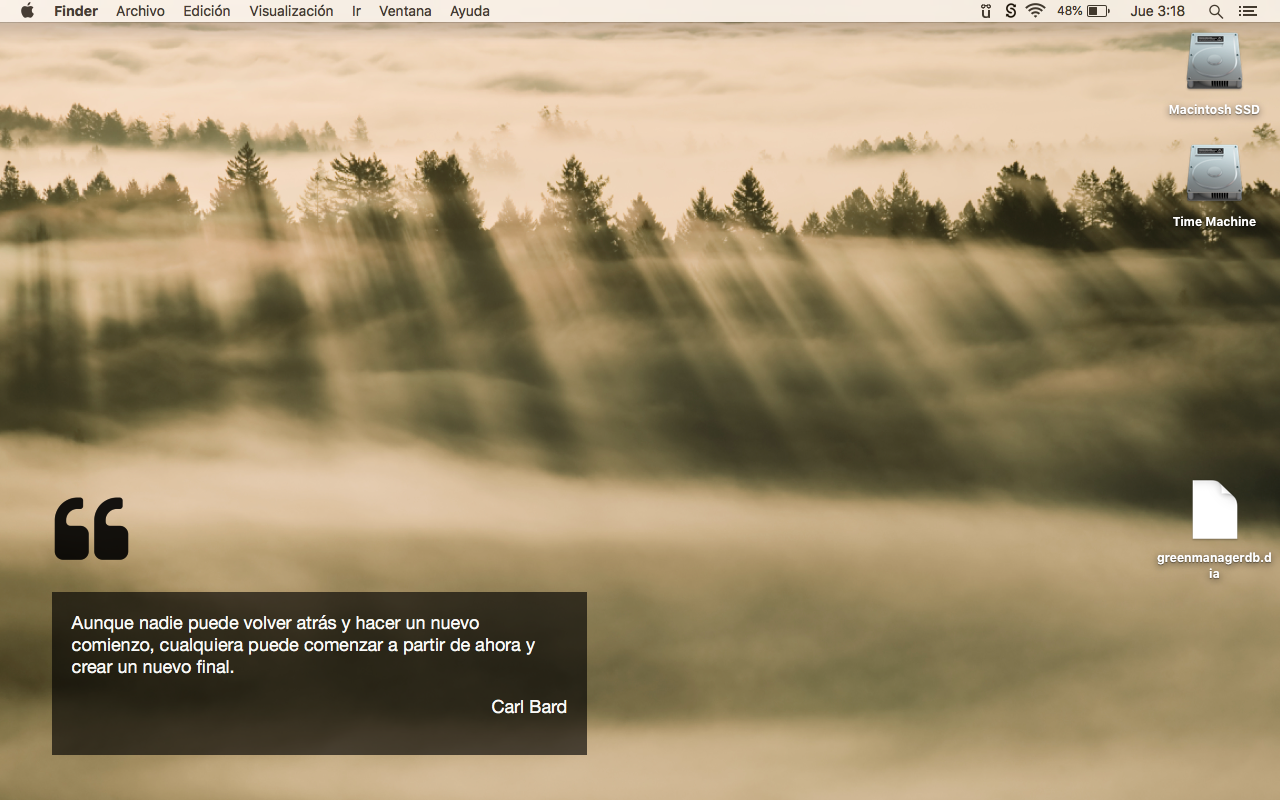 Finder Archivo Edición Visualización Ir Ventana Ayuda 48% Jue 3:18
Macintosh SSD
Time Machine
greenmanagerdb.d
ia
Aunque nadie puede volver atrás y hacer un nuevo
comienzo, cualquiera puede comenzar a partir de ahora y
crear un nuevo final.
Carl Bard